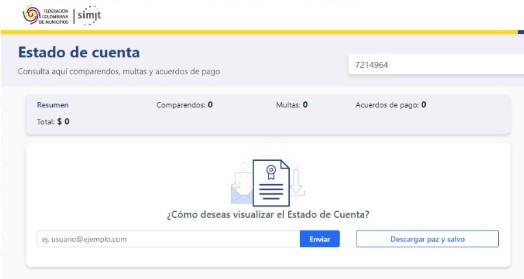 FEDERACIÓN
COLOMBIANA
DE MUNICIPIOS
simit
Estado de cuenta
Consulta aquí comparendos, multas y acuerdos de pago
7214964
Resumen Comparendos: 0 Multas: 0 Acuerdos de pago: 0
Total: $ 0
¿Cómo deseas visualizar el Estado de Cuenta?
ej. usuario@ejemplo.com Enviar Descargar paz y salvo